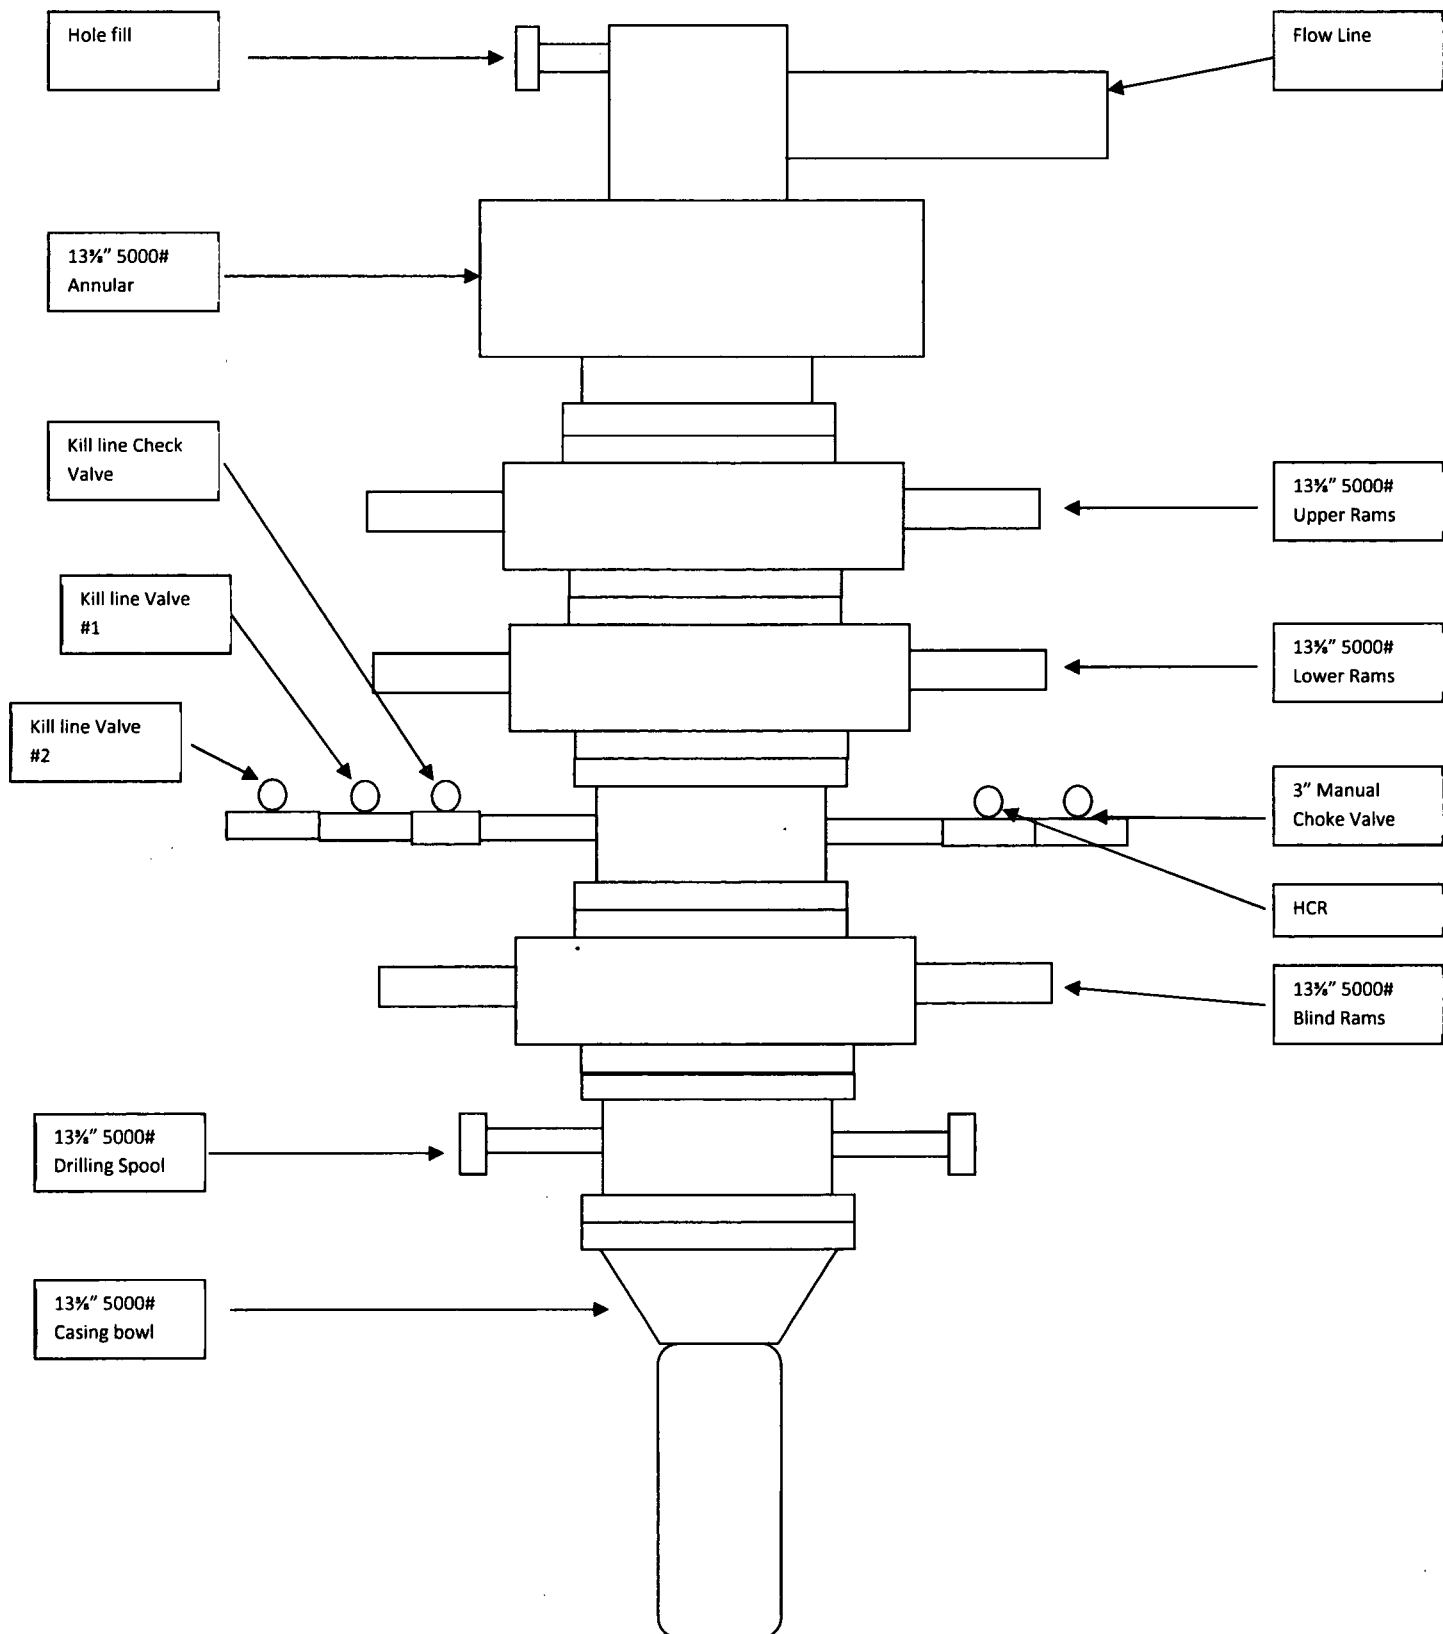 Hole fill
Flow Line
13⅝" 5000#
Annular
Kill line Check
Valve
13⅝" 5000#
Upper Rams
Kill line Valve
#1
13⅝" 5000#
Lower Rams
Kill line Valve
#2
3" Manual
Choke Valve
HCR
13⅝" 5000#
Blind Rams
13⅝" 5000#
Drilling Spool
13⅝" 5000#
Casing bowl